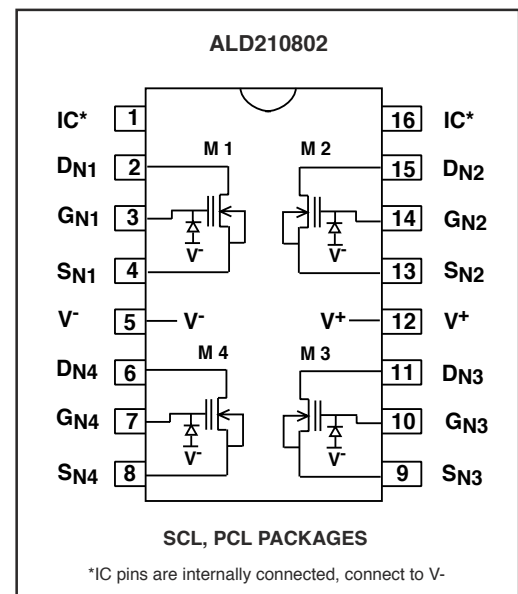 ALD210802
IC* 1 16 IC*
M 1 M 2
DN1 2 15 DN2
GN1 3 14 GN2
V- V-
SN1 4 13 SN2
V- 5 V- V+ 12 V+
M 4 M 3
DN4 6 11 DN3
GN4 7 10 GN3
V- V-
SN4 8 9 SN3
SCL, PCL PACKAGES
*IC pins are internally connected, connect to V-